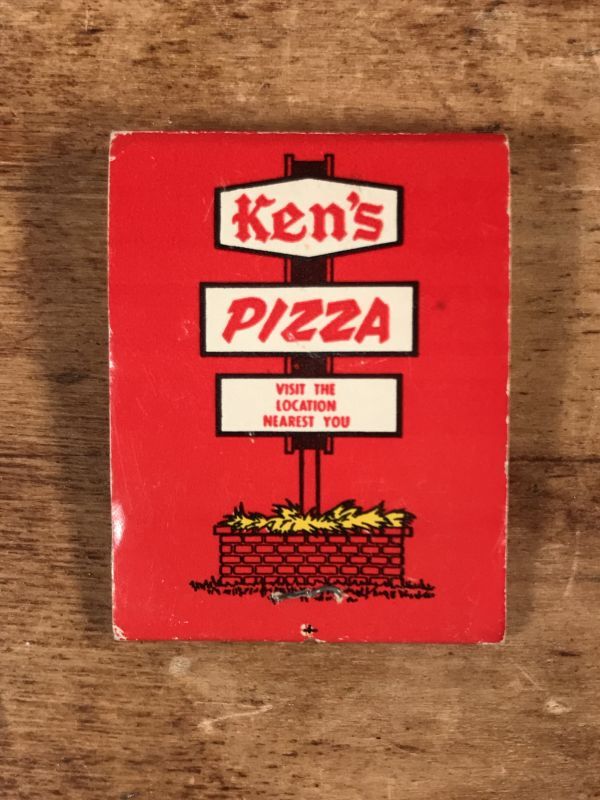 Ken's
PIZZA
VISIT THE
LOCATION
NEAREST YOU